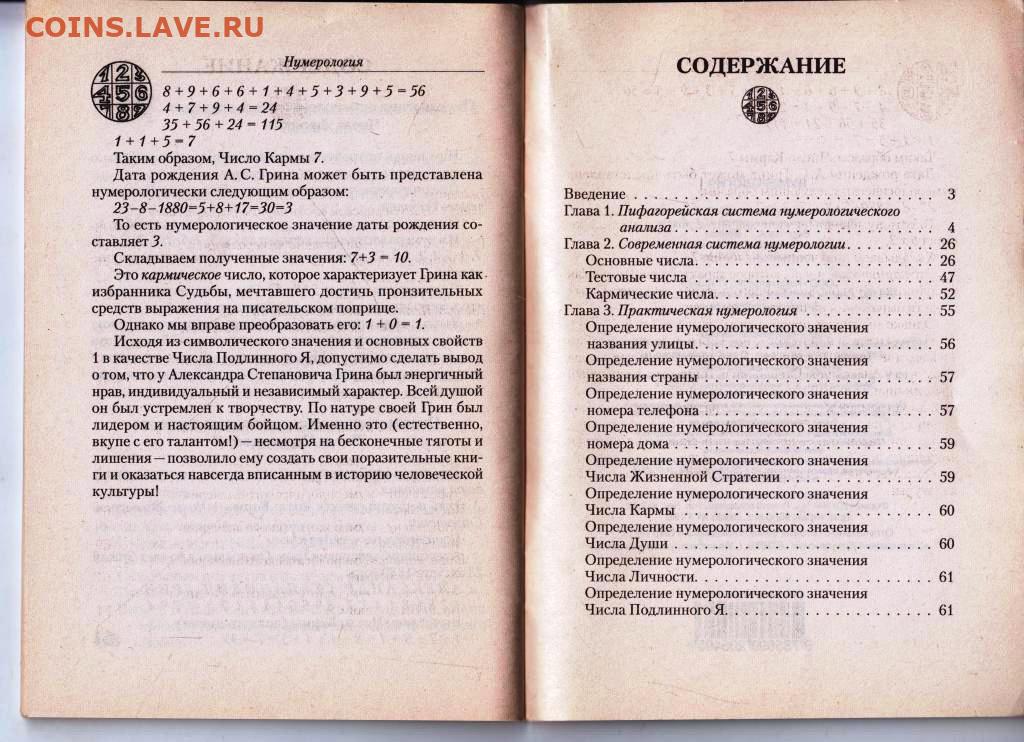 COINS.LAVE.RU
Нумерология
8 + 9 + 6 + 6 + 1 + 4 + 5 + 3 + 9 + 5 = 56
4 + 7 + 9 + 4 = 24
35 + 56 + 24 = 115
1 + 1 + 5 = 7
Таким образом, Число Кармы 7.
Дата рождения А. С. Грина может быть представлена
нумерологически следующим образом:
23–8–1880=5+8+17=30=3
То есть нумерологическое значение даты рождения со-
ставляет 3.
Складываем полученные значения: 7+3 = 10.
Это кармическое число, которое характеризует Грина как
избранника Судьбы, мечтавшего достичь пронзительных
средств выражения на писательском поприще.
Однако мы вправе преобразовать его: 1 + 0 = 1.
Исходя из символического значения и основных свойств
1 в качестве Числа Подлинного Я, допустимо сделать вывод
о том, что у Александра Степановича Грина был энергичный
нрав, индивидуальный и независимый характер. Всей душой
он был устремлен к творчеству. По натуре своей Грин был
лидером и настоящим бойцом. Именно это (естественно,
вкупе с его талантом!) — несмотря на бесконечные тяготы и
лишения — позволило ему создать свои поразительные кни-
ги и оказаться навсегда вписанным в историю человеческой
культуры!
СОДЕРЖАНИЕ
Введение . . . . . . . . . . . . . . . . . . . . . . . . . . . 3
Глава 1. Пифагорейская система нумерологического
анализа. . . . . . . . . . . . . . . . . . . . . . . 4
Глава 2. Современная система нумерологии. . . . . . . . . 26
Основные числа. . . . . . . . . . . . . . . . . . . . . 26
Тестовые числа . . . . . . . . . . . . . . . . . . . . . 47
Кармические числа. . . . . . . . . . . . . . . . . . . 52
Глава 3. Практическая нумерология . . . . . . . . . . . . 55
Определение нумерологического значения
названия улицы. . . . . . . . . . . . . . . . . . . . . 56
Определение нумерологического значения
названия страны . . . . . . . . . . . . . . . . . . . . 57
Определение нумерологического значения
номера телефона . . . . . . . . . . . . . . . . . . . . 57
Определение нумерологического значения
номера дома . . . . . . . . . . . . . . . . . . . . . . 59
Определение нумерологического значения
Числа Жизненной Стратегии . . . . . . . . . . . . . 59
Определение нумерологического значения
Числа Кармы . . . . . . . . . . . . . . . . . . . . . . 60
Определение нумерологического значения
Числа Души . . . . . . . . . . . . . . . . . . . . . . . 60
Определение нумерологического значения
Числа Личности. . . . . . . . . . . . . . . . . . . . . 61
Определение нумерологического значения
Числа Подлинного Я. . . . . . . . . . . . . . . . . . 61